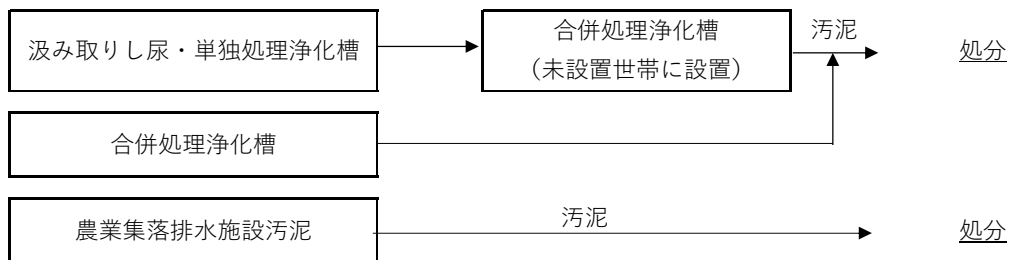 汲み取りし尿・単独処理浄化槽
合併処理浄化槽
（未設置世帯に設置）
汚泥
処分
合併処理浄化槽
農業集落排水施設汚泥
汚泥
処分